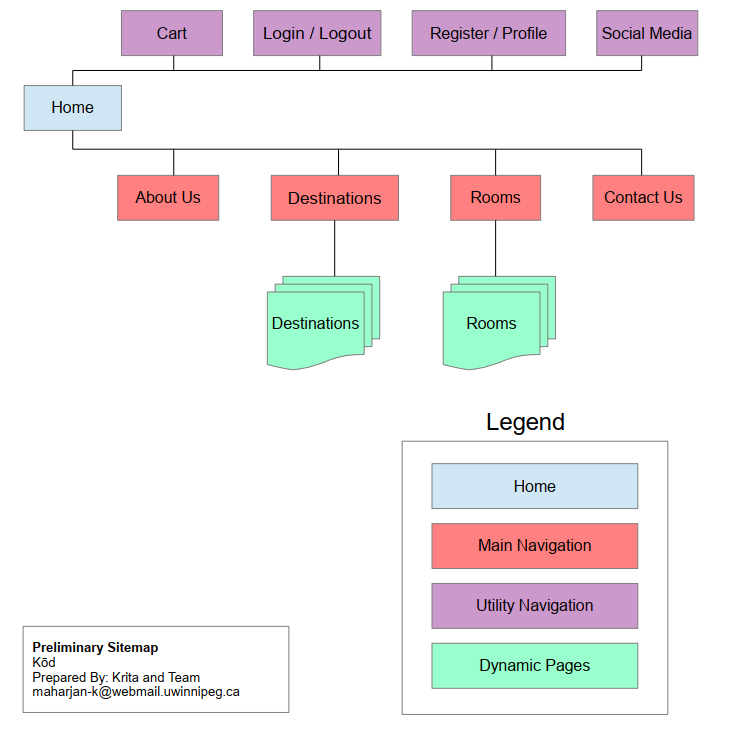 Cart
Login / Logout
Register / Profile
Social Media
Home
About Us
Destinations
Rooms
Contact Us
Destinations
Rooms
Legend
Home
Main Navigation
Utility Navigation
Dynamic Pages
Preliminary Sitemap
Kōd
Prepared By: Krita and Team
maharjan-k@webmail.uwinnipeg.ca